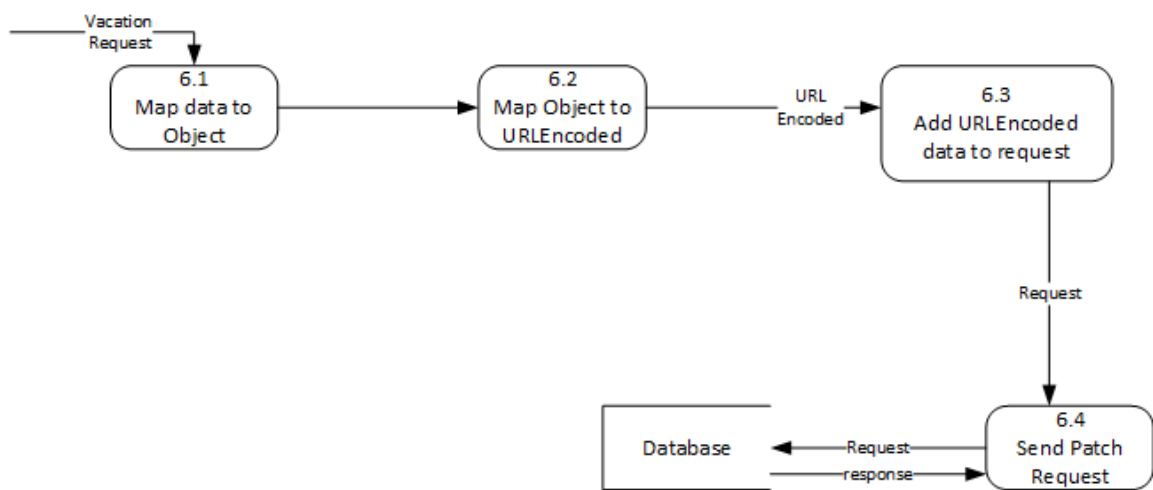 Vacation
Request
6.1
Map data to
Object
6.2
Map Object to
URLEncoded
URL
Encoded
6.3
Add URLEncoded
data to request
Request
Database
Request
response
6.4
Send Patch
Request